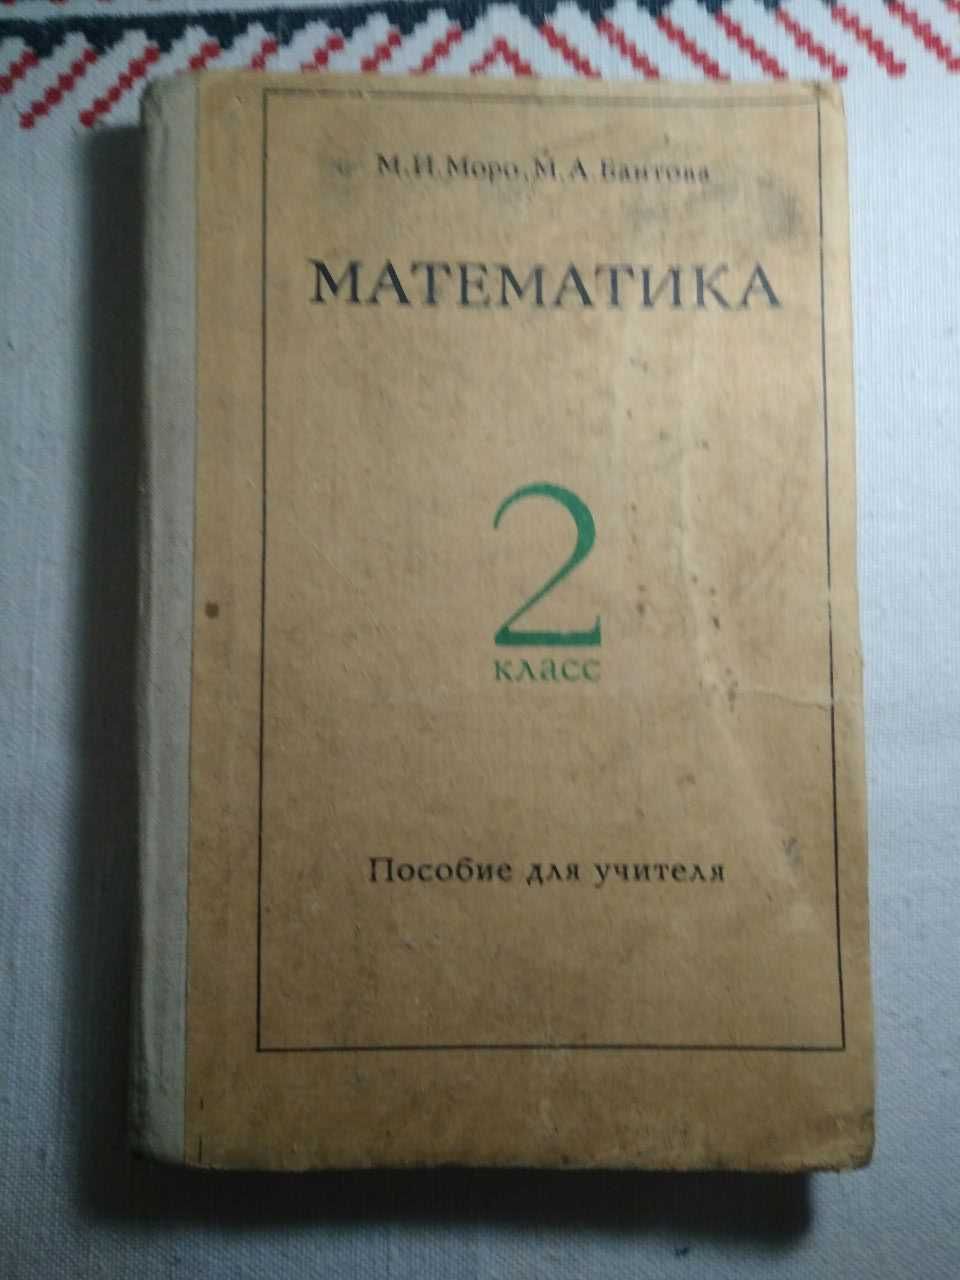 М. И. Моро, М. А. Бантова
МАТЕМАТИКА
2
класс
Пособие для учителя